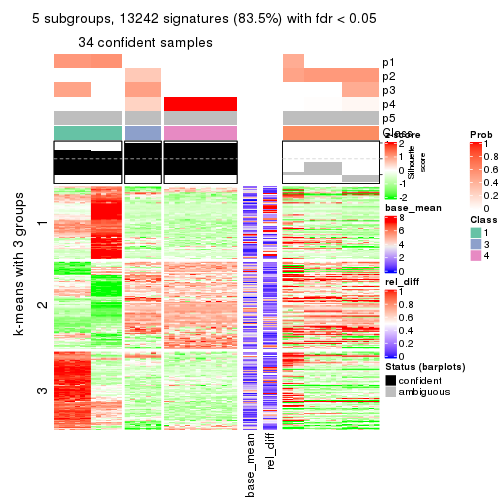 5 subgroups, 13242 signatures (83.5%) with fdr < 0.05
34 confident samples
p1
p2
p3
p4
p5
Class
k-means with 3 groups
1
2
3
base_mean
rel_diff
Silhouette
score
z-score
2
1
0
-1
-2
base_mean
8
6
4
2
0
rel_diff
1
0.8
0.6
0.4
0.2
0
Status (barplots)
confident
ambiguous
Prob
1
0.8
0.6
0.4
0.2
0
Class
1
3
4